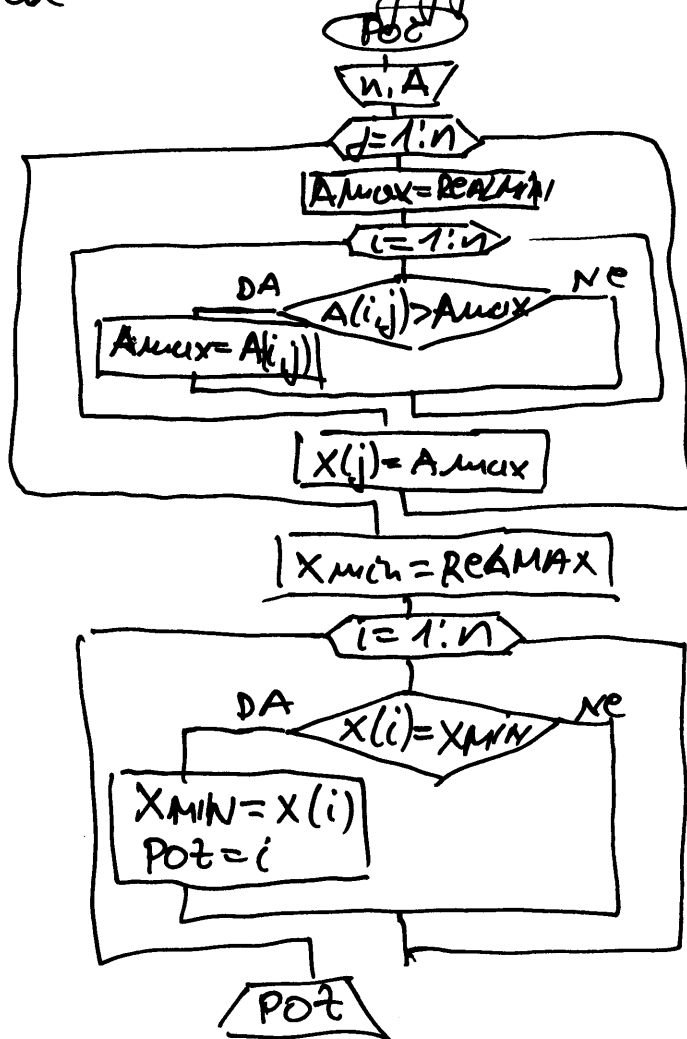 POČ
n, A
j=1:n
Amax=REALMIN
i=1:n
DA NE
A(i,j)>Amax
Amax=A(i,j)
X(j)=Amax
Xmin=REALMAX
i=1:n
DA NE
X(i)=XMIN
XMIN=X(i)
POZ=i
POZ